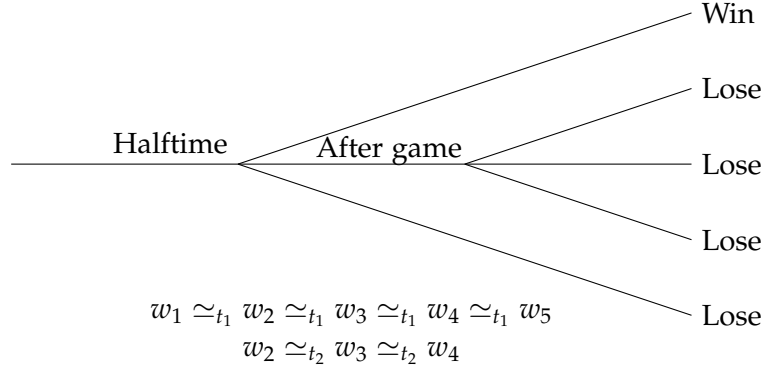 Win
Lose
Halftime
After game
Lose
Lose
Lose
w₁ ≃ₜ₁ w₂ ≃ₜ₁ w₃ ≃ₜ₁ w₄ ≃ₜ₁ w₅
w₂ ≃ₜ₂ w₃ ≃ₜ₂ w₄